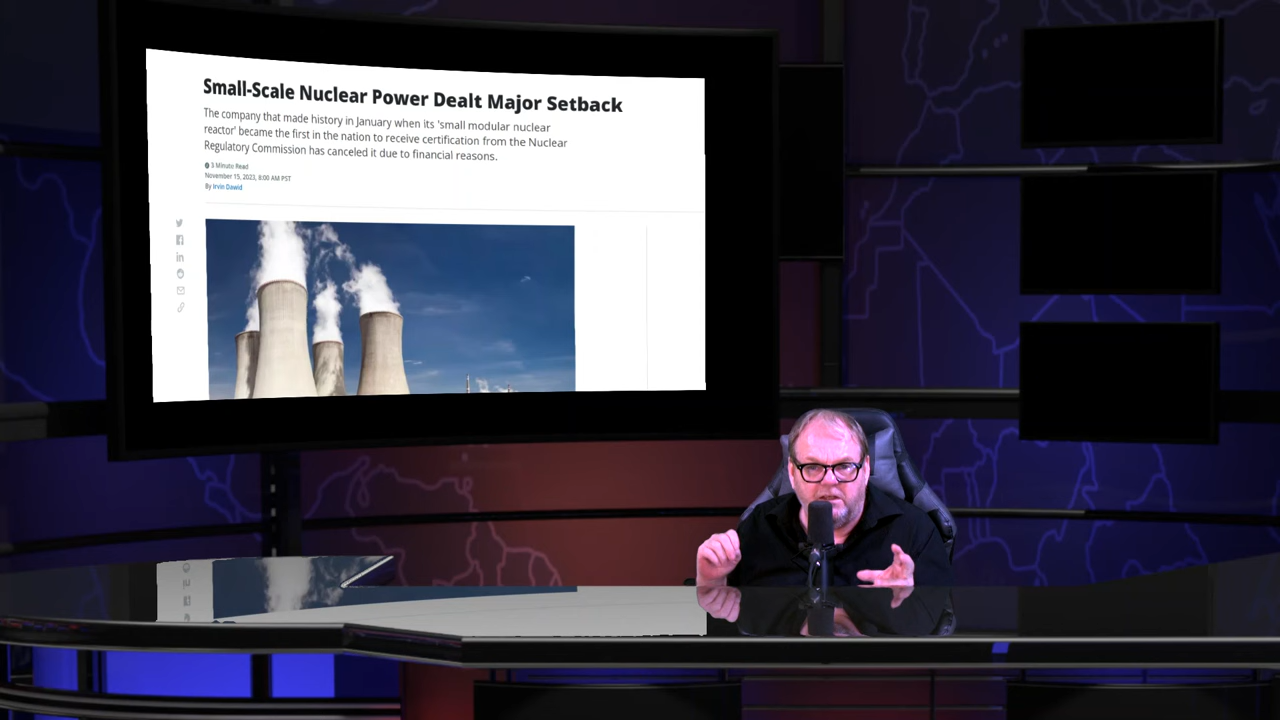 Small-Scale Nuclear Power Dealt Major Setback
The company that made history in January when its 'small modular nuclear
reactor' became the first in the nation to receive certification from the Nuclear
Regulatory Commission has canceled it due to financial reasons.
3 Minute Read
November 15, 2023, 8:00 AM PST
By Irvin Dawid